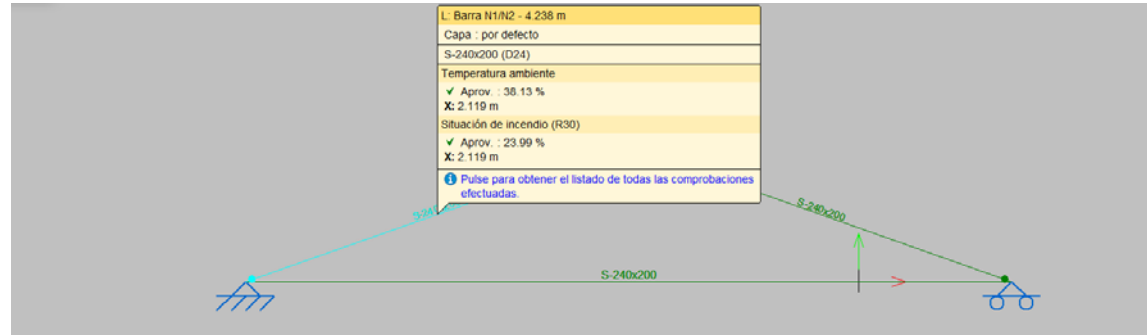 L: Barra N1/N2 - 4.238 m
Capa : por defecto
S-240x200 (D24)
Temperatura ambiente
✓ Aprov. : 38.13 %
X: 2.119 m
Situación de incendio (R30)
✓ Aprov. : 23.99 %
X: 2.119 m
Pulse para obtener el listado de todas las comprobaciones
efectuadas.
S-240x200
S-240x200